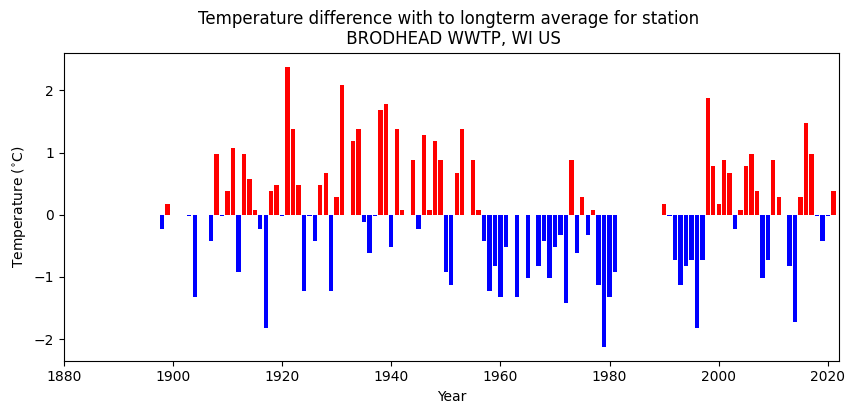 Temperature difference with to longterm average for station
BRODHEAD WWTP, WI US
Temperature (°C)
2
1
0
−1
−2
1880 1900 1920 1940 1960 1980 2000 2020
Year